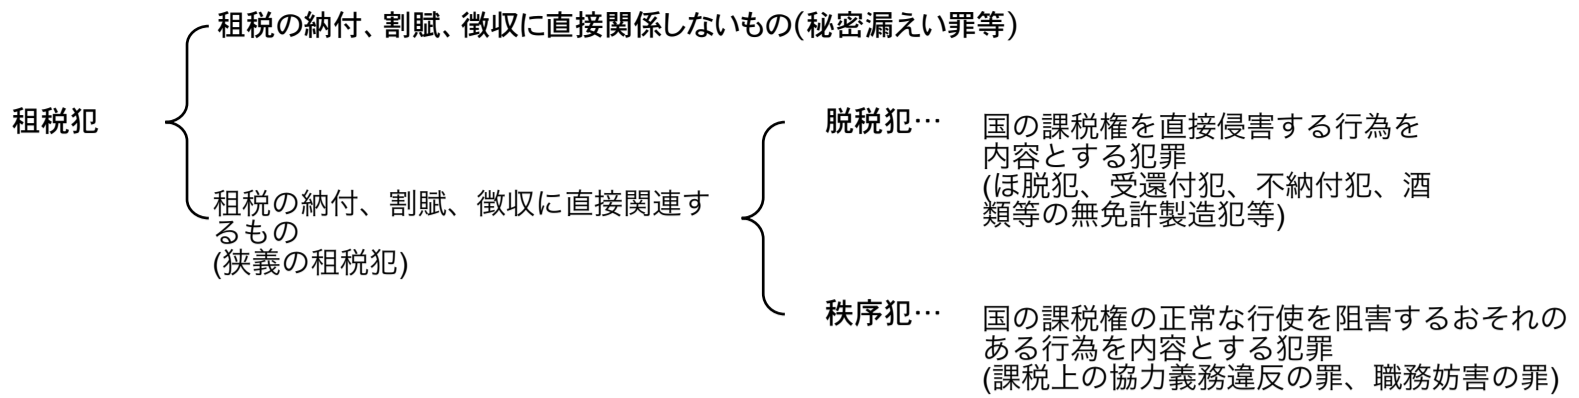 租税の納付、割賦、徴収に直接関係しないもの(秘密漏えい罪等)
租税犯
租税の納付、割賦、徴収に直接関連す
るもの
(狭義の租税犯)
脱税犯…
国の課税権を直接侵害する行為を
内容とする犯罪
(ほ脱犯、受還付犯、不納付犯、酒
類等の無免許製造犯等)
秩序犯…
国の課税権の正常な行使を阻害するおそれの
ある行為を内容とする犯罪
(課税上の協力義務違反の罪、職務妨害の罪)